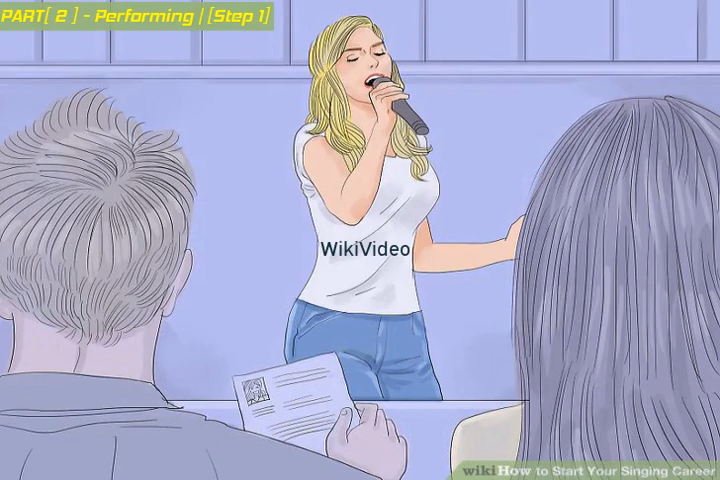 PART[ 2 ] - Performing | [Step 1]
WikiVideo
wikiHow to Start Your Singing Career